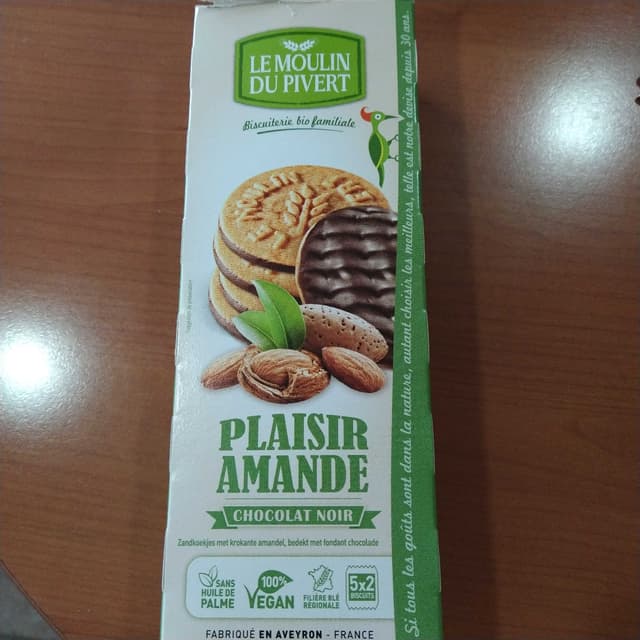 LE MOULIN
DU PIVERT
Biscuiterie bio familiale
PLAISIR
AMANDE
CHOCOLAT NOIR
Zandkoekjes met krokante amandel, bedekt met fondant chocolade
SANS
HUILE DE
PALME
100%
VEGAN
FILIÈRE BLÉ
RÉGIONALE
5x2
BISCUITS
FABRIQUÉ EN AVEYRON - FRANCE
Si tous les goûts sont dans la nature, autant choisir les meilleurs, telle est notre devise depuis 30 ans.